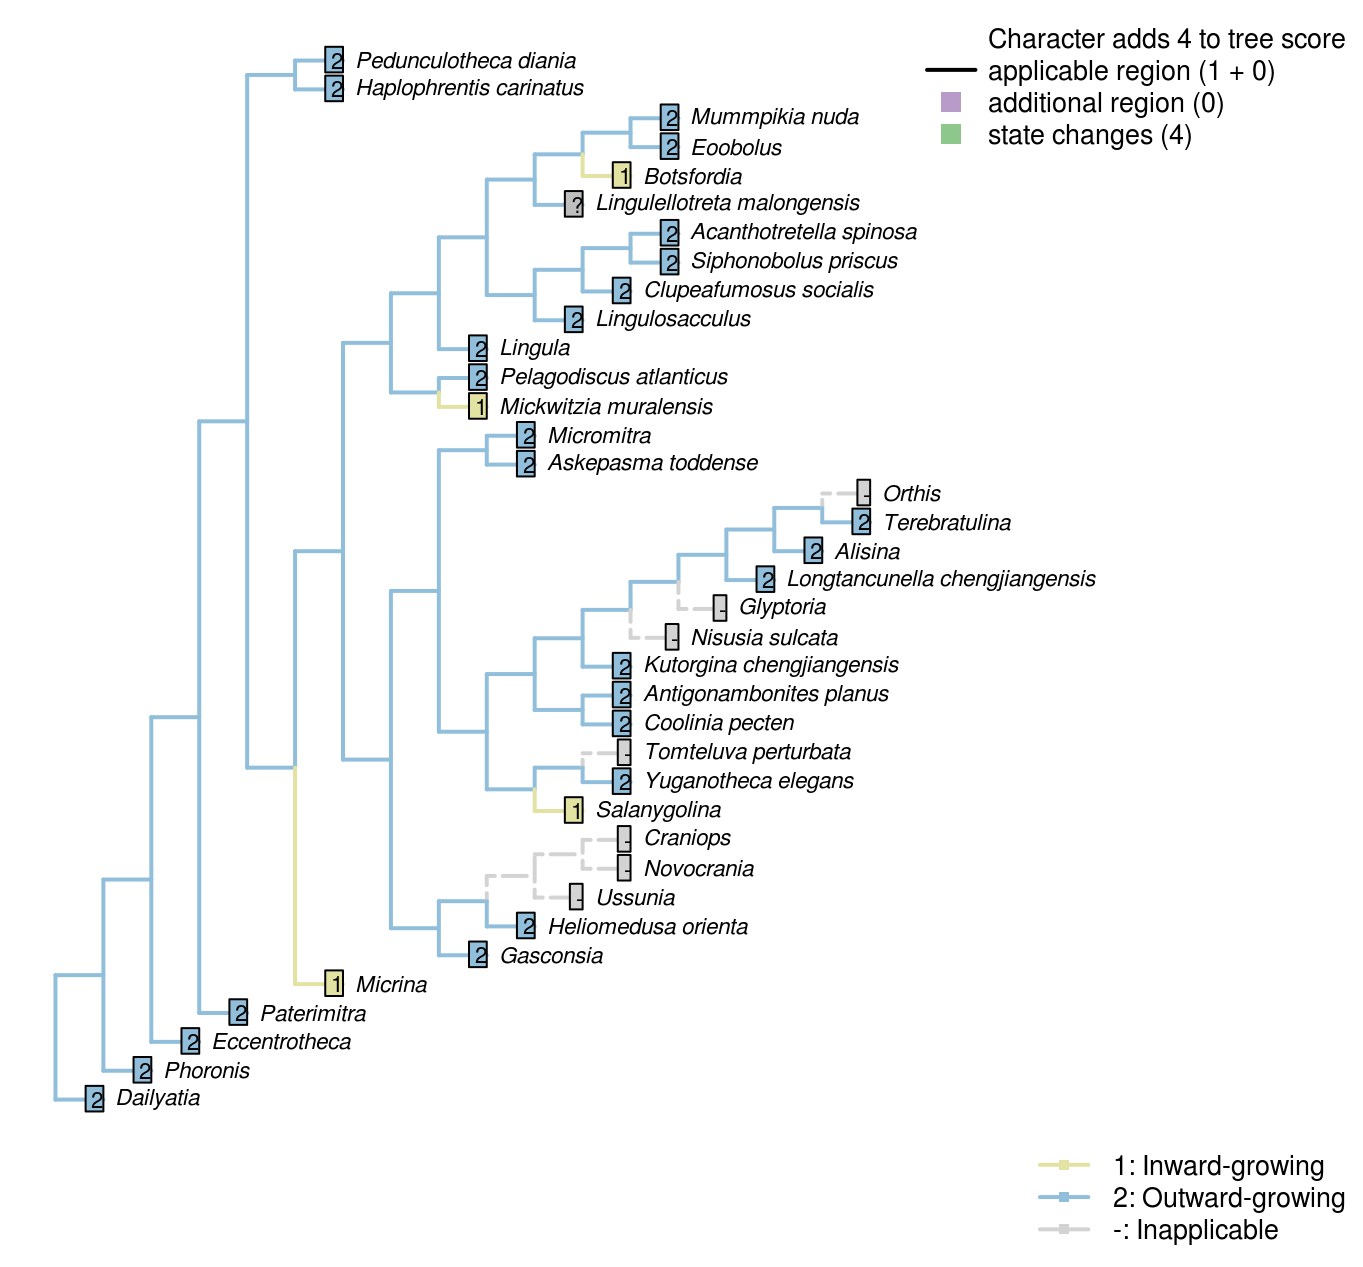 Character adds 4 to tree score
applicable region (1 + 0)
additional region (0)
state changes (4)
2 Pedunculotheca diania
2 Haplophrentis carinatus
2 Mummpikia nuda
2 Eoobolus
1 Botsfordia
? Lingulellotreta malongensis
2 Acanthotretella spinosa
2 Siphonobolus priscus
2 Clupeafumosus socialis
2 Lingulosacculus
2 Lingula
2 Pelagodiscus atlanticus
1 Mickwitzia muralensis
2 Micromitra
2 Askepasma toddense
- Orthis
2 Terebratulina
2 Alisina
2 Longtancunella chengjiangensis
- Glyptoria
- Nisusia sulcata
2 Kutorgina chengjiangensis
2 Antigonambonites planus
2 Coolinia pecten
- Tomteluva perturbata
2 Yuganotheca elegans
1 Salanygolina
- Craniops
- Novocrania
- Ussunia
2 Heliomedusa orienta
2 Gasconsia
1 Micrina
2 Paterimitra
2 Eccentrotheca
2 Phoronis
2 Dailyatia
1: Inward-growing
2: Outward-growing
-: Inapplicable